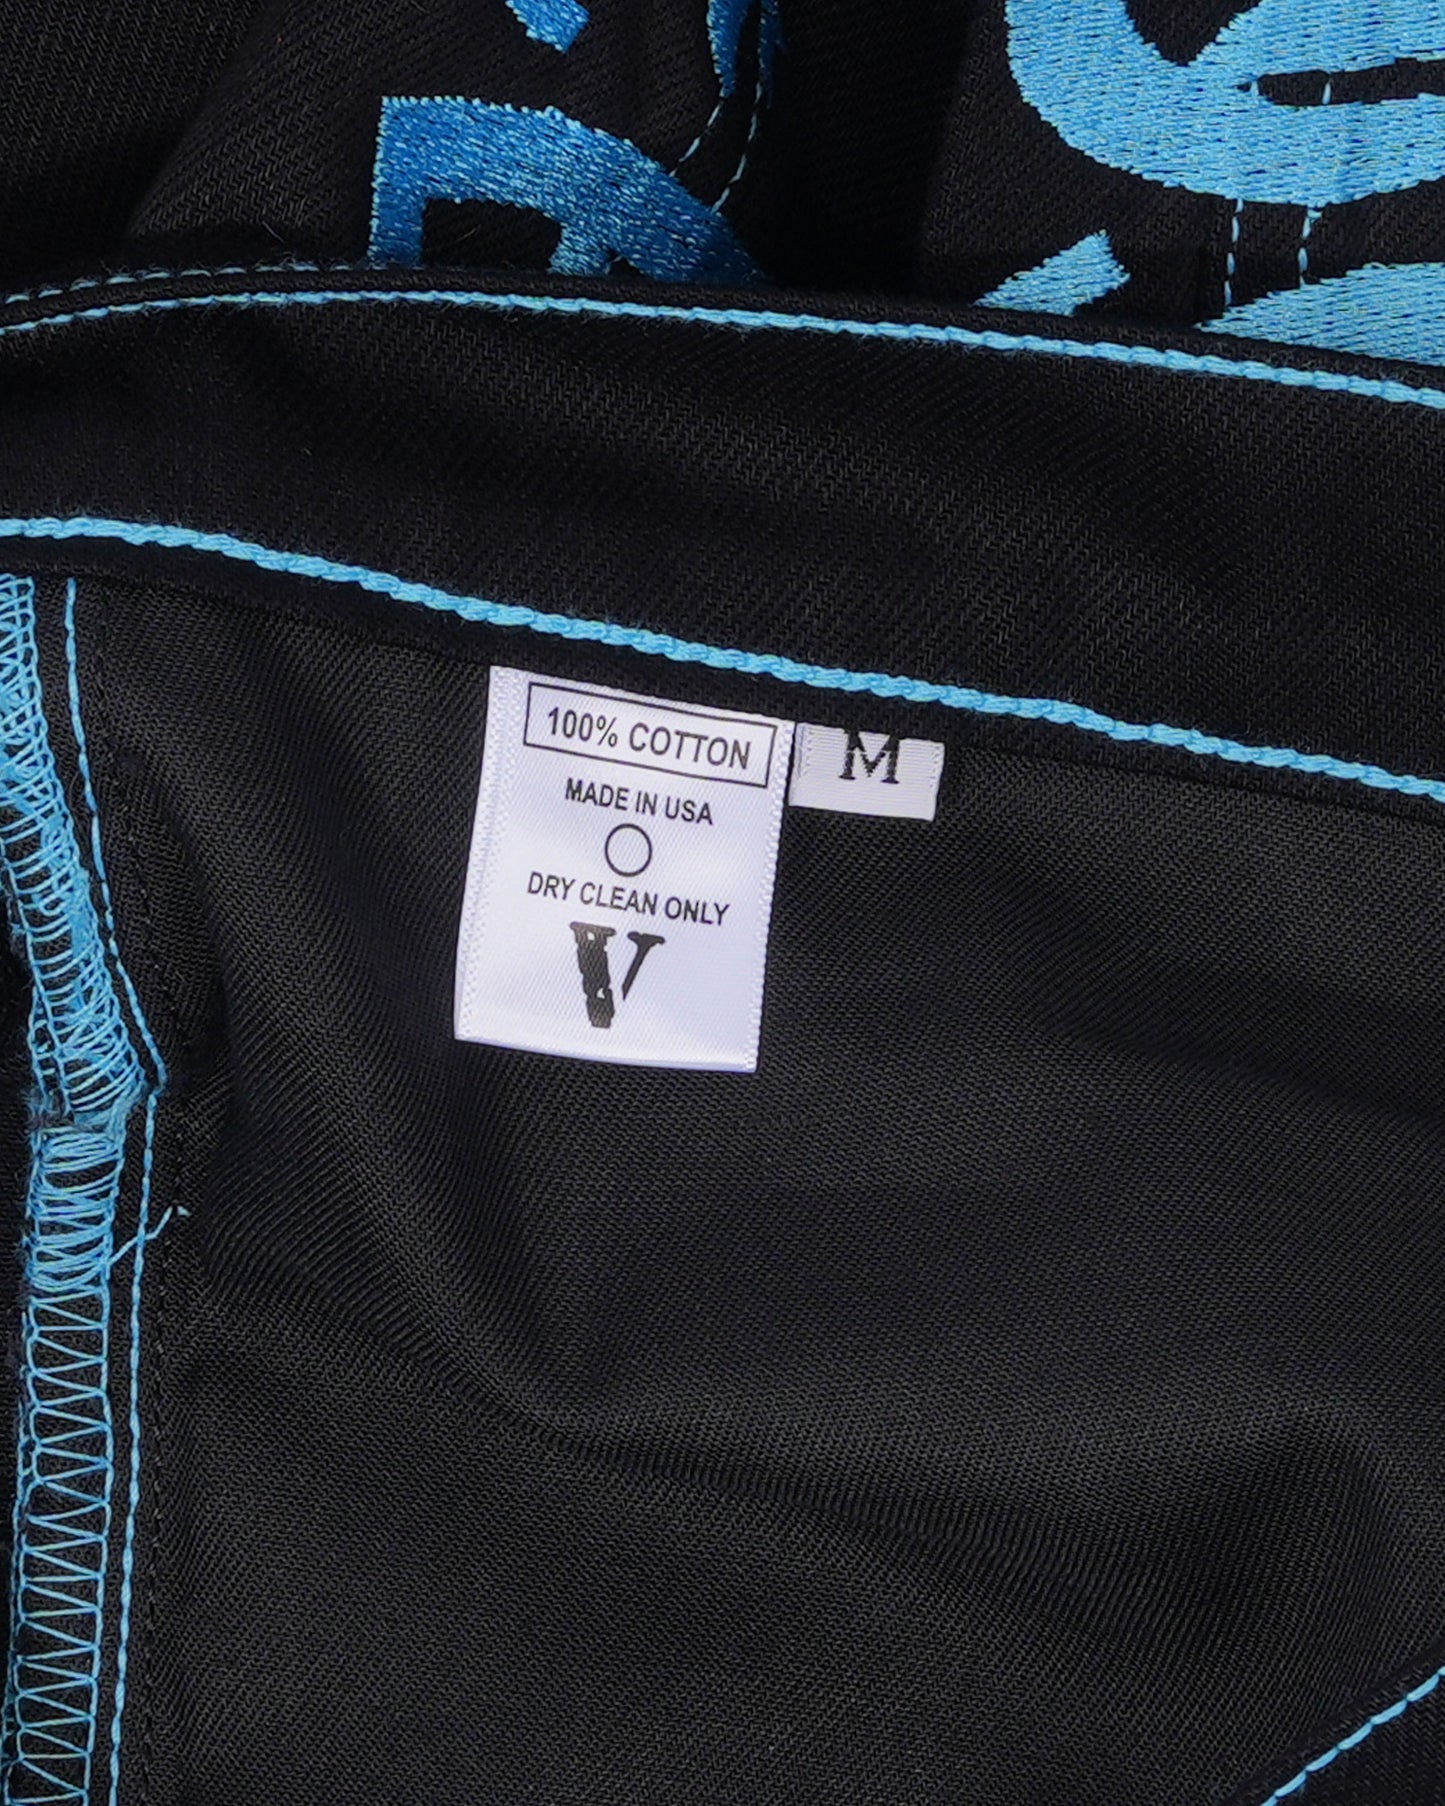 100% COTTON
M
MADE IN USA
DRY CLEAN ONLY
V